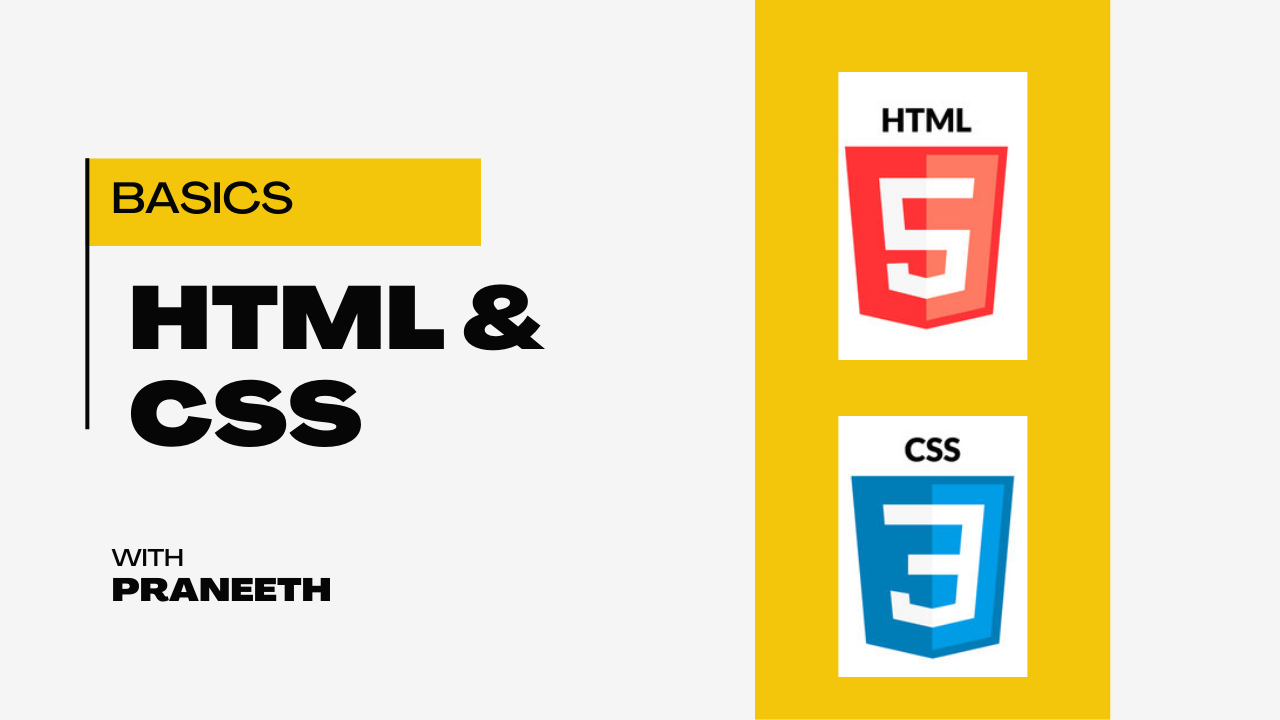 BASICS
HTML &
CSS
WITH
PRANEETH
HTML
5
CSS
3